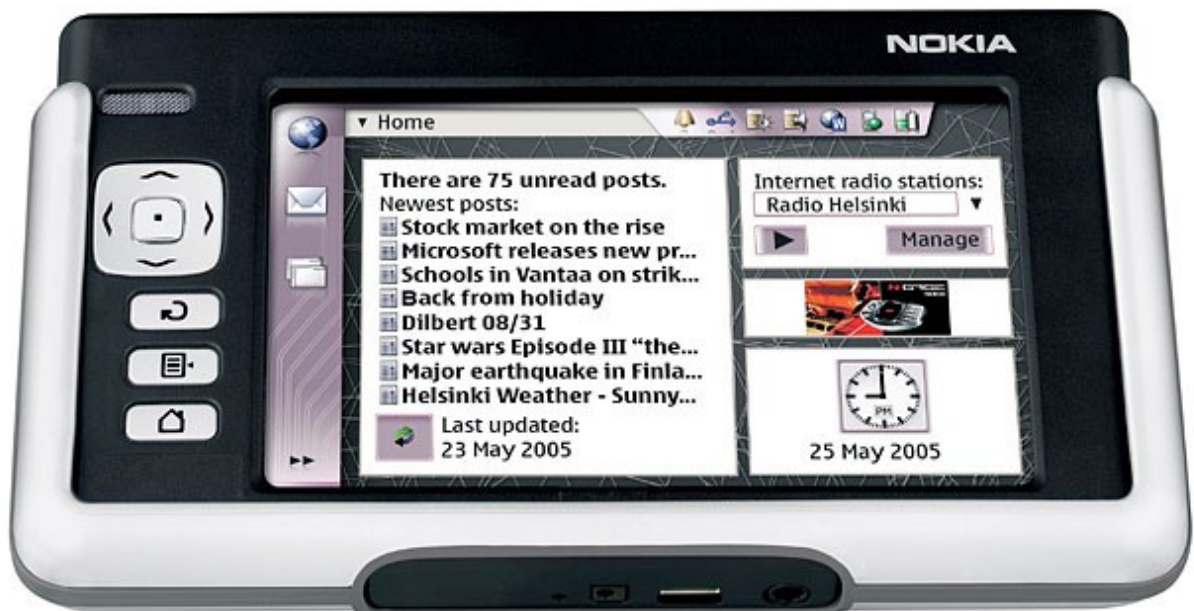 NOKIA
Home
There are 75 unread posts.
Newest posts:
Stock market on the rise
Microsoft releases new pr...
Schools in Vantaa on strik...
Back from holiday
Dilbert 08/31
Star wars Episode III “the...
Major earthquake in Finla...
Helsinki Weather - Sunny...
Last updated:
23 May 2005
Internet radio stations:
Radio Helsinki
Manage
N-GAGE
PM
25 May 2005